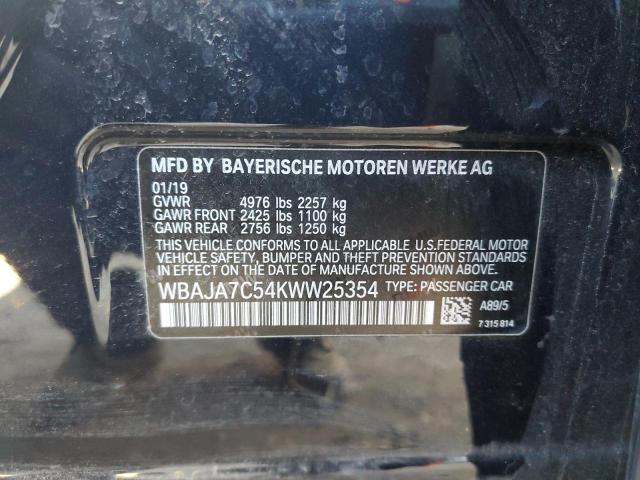 MFD BY BAYERISCHE MOTOREN WERKE AG
01/19
GVWR 4976 lbs 2257 kg
GAWR FRONT 2425 lbs 1100 kg
GAWR REAR 2756 lbs 1250 kg
THIS VEHICLE CONFORMS TO ALL APPLICABLE U.S.FEDERAL MOTOR
VEHICLE SAFETY, BUMPER, AND THEFT PREVENTION STANDARDS
IN EFFECT ON THE DATE OF MANUFACTURE SHOWN ABOVE.
WBAJA7C54KWW25354 TYPE: PASSENGER CAR
A89/5
7 315 814